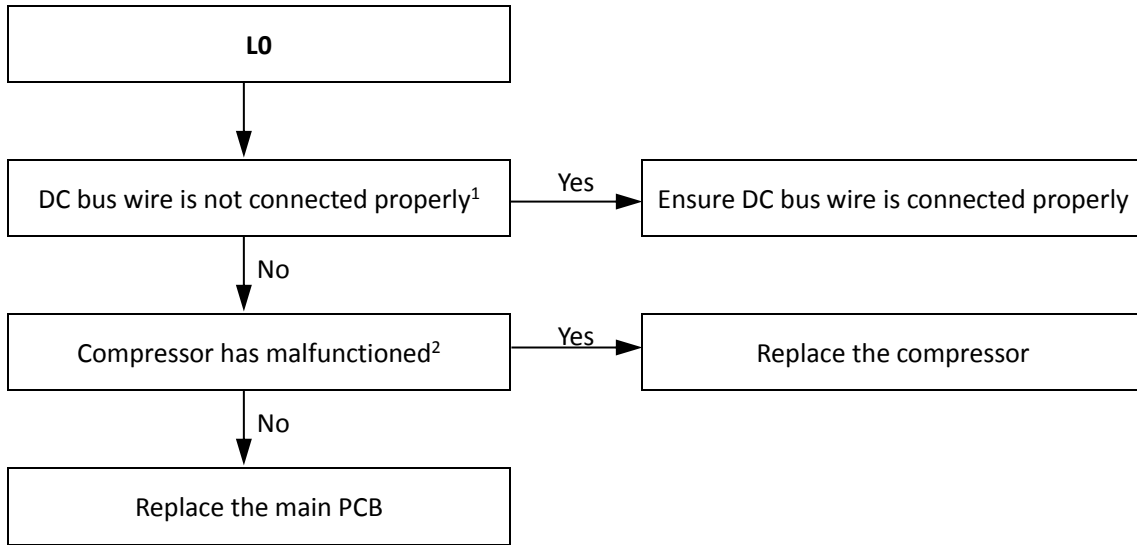 L0
DC bus wire is not connected properly¹
Yes
Ensure DC bus wire is connected properly
No
Compressor has malfunctioned²
Yes
Replace the compressor
No
Replace the main PCB